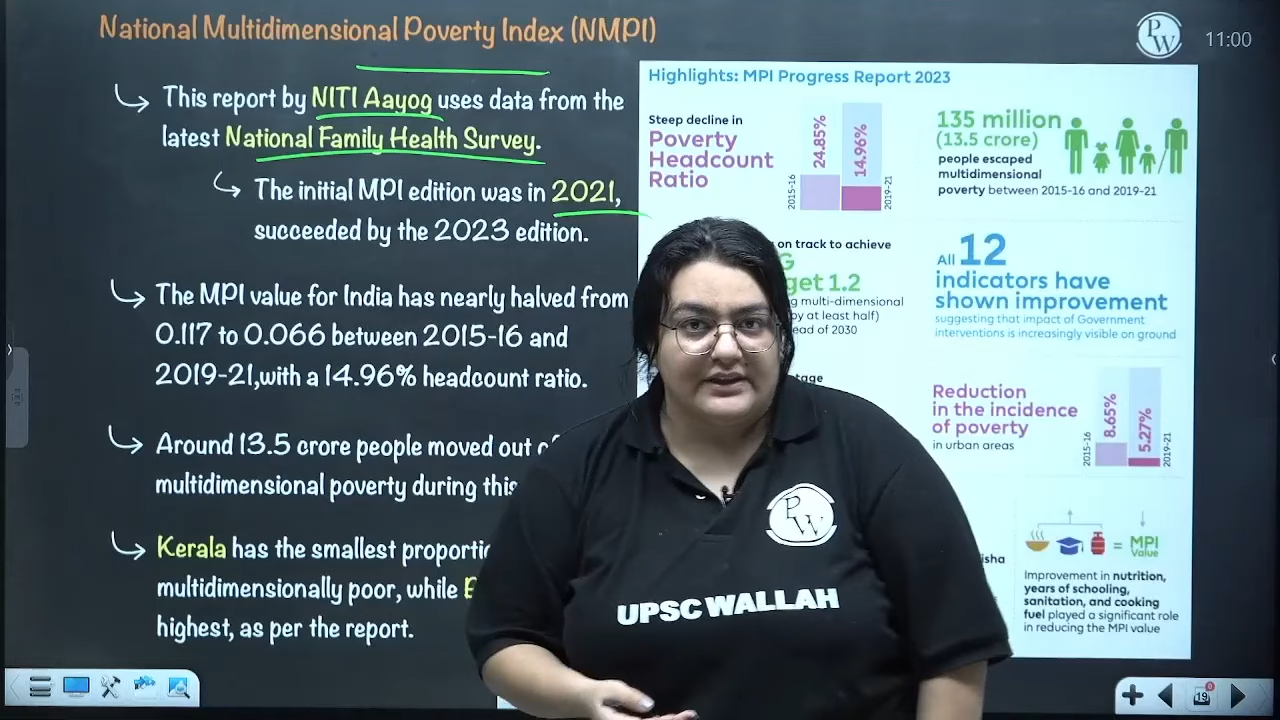 National Multidimensional Poverty Index (NMPI)
PW
11:00
This report by NITI Aayog uses data from the
latest National Family Health Survey.
The initial MPI edition was in 2021,
succeeded by the 2023 edition.
The MPI value for India has nearly halved from
0.117 to 0.066 between 2015-16 and
2019-21,with a 14.96% headcount ratio.
Around 13.5 crore people moved out
multidimensional poverty during this
Kerala has the smallest
multidimensionally poor, while
highest, as per the report.
Highlights: MPI Progress Report 2023
Steep decline in
Poverty
Headcount
Ratio
2015-16
24.85%
14.96%
2019-21
135 million
(13.5 crore)
people escaped
multidimensional
poverty between 2015-16 and 2019-21
on track to achieve
1.2
multi-dimensional
by at least half)
of 2030
All 12
indicators have
shown improvement
suggesting that impact of Government
interventions is increasingly visible on ground
Reduction
in the incidence
of poverty
in urban areas
2015-16
8.65%
5.27%
2019-21
= MPI
Value
Improvement in nutrition,
years of schooling,
sanitation, and cooking
fuel played a significant role
in reducing the MPI value
PW
UPSC WALLAH
19